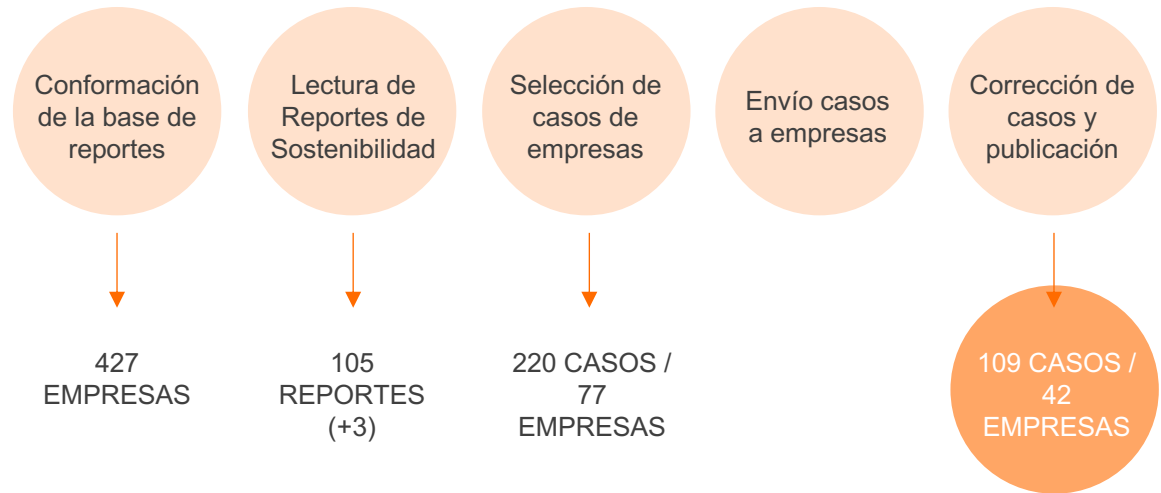 Conformación
de la base de
reportes
Lectura de
Reportes de
Sostenibilidad
Selección de
casos de
empresas
Envío casos
a empresas
Corrección de
casos y
publicación
427
EMPRESAS
105
REPORTES
(+3)
220 CASOS /
77
EMPRESAS
109 CASOS /
42
EMPRESAS